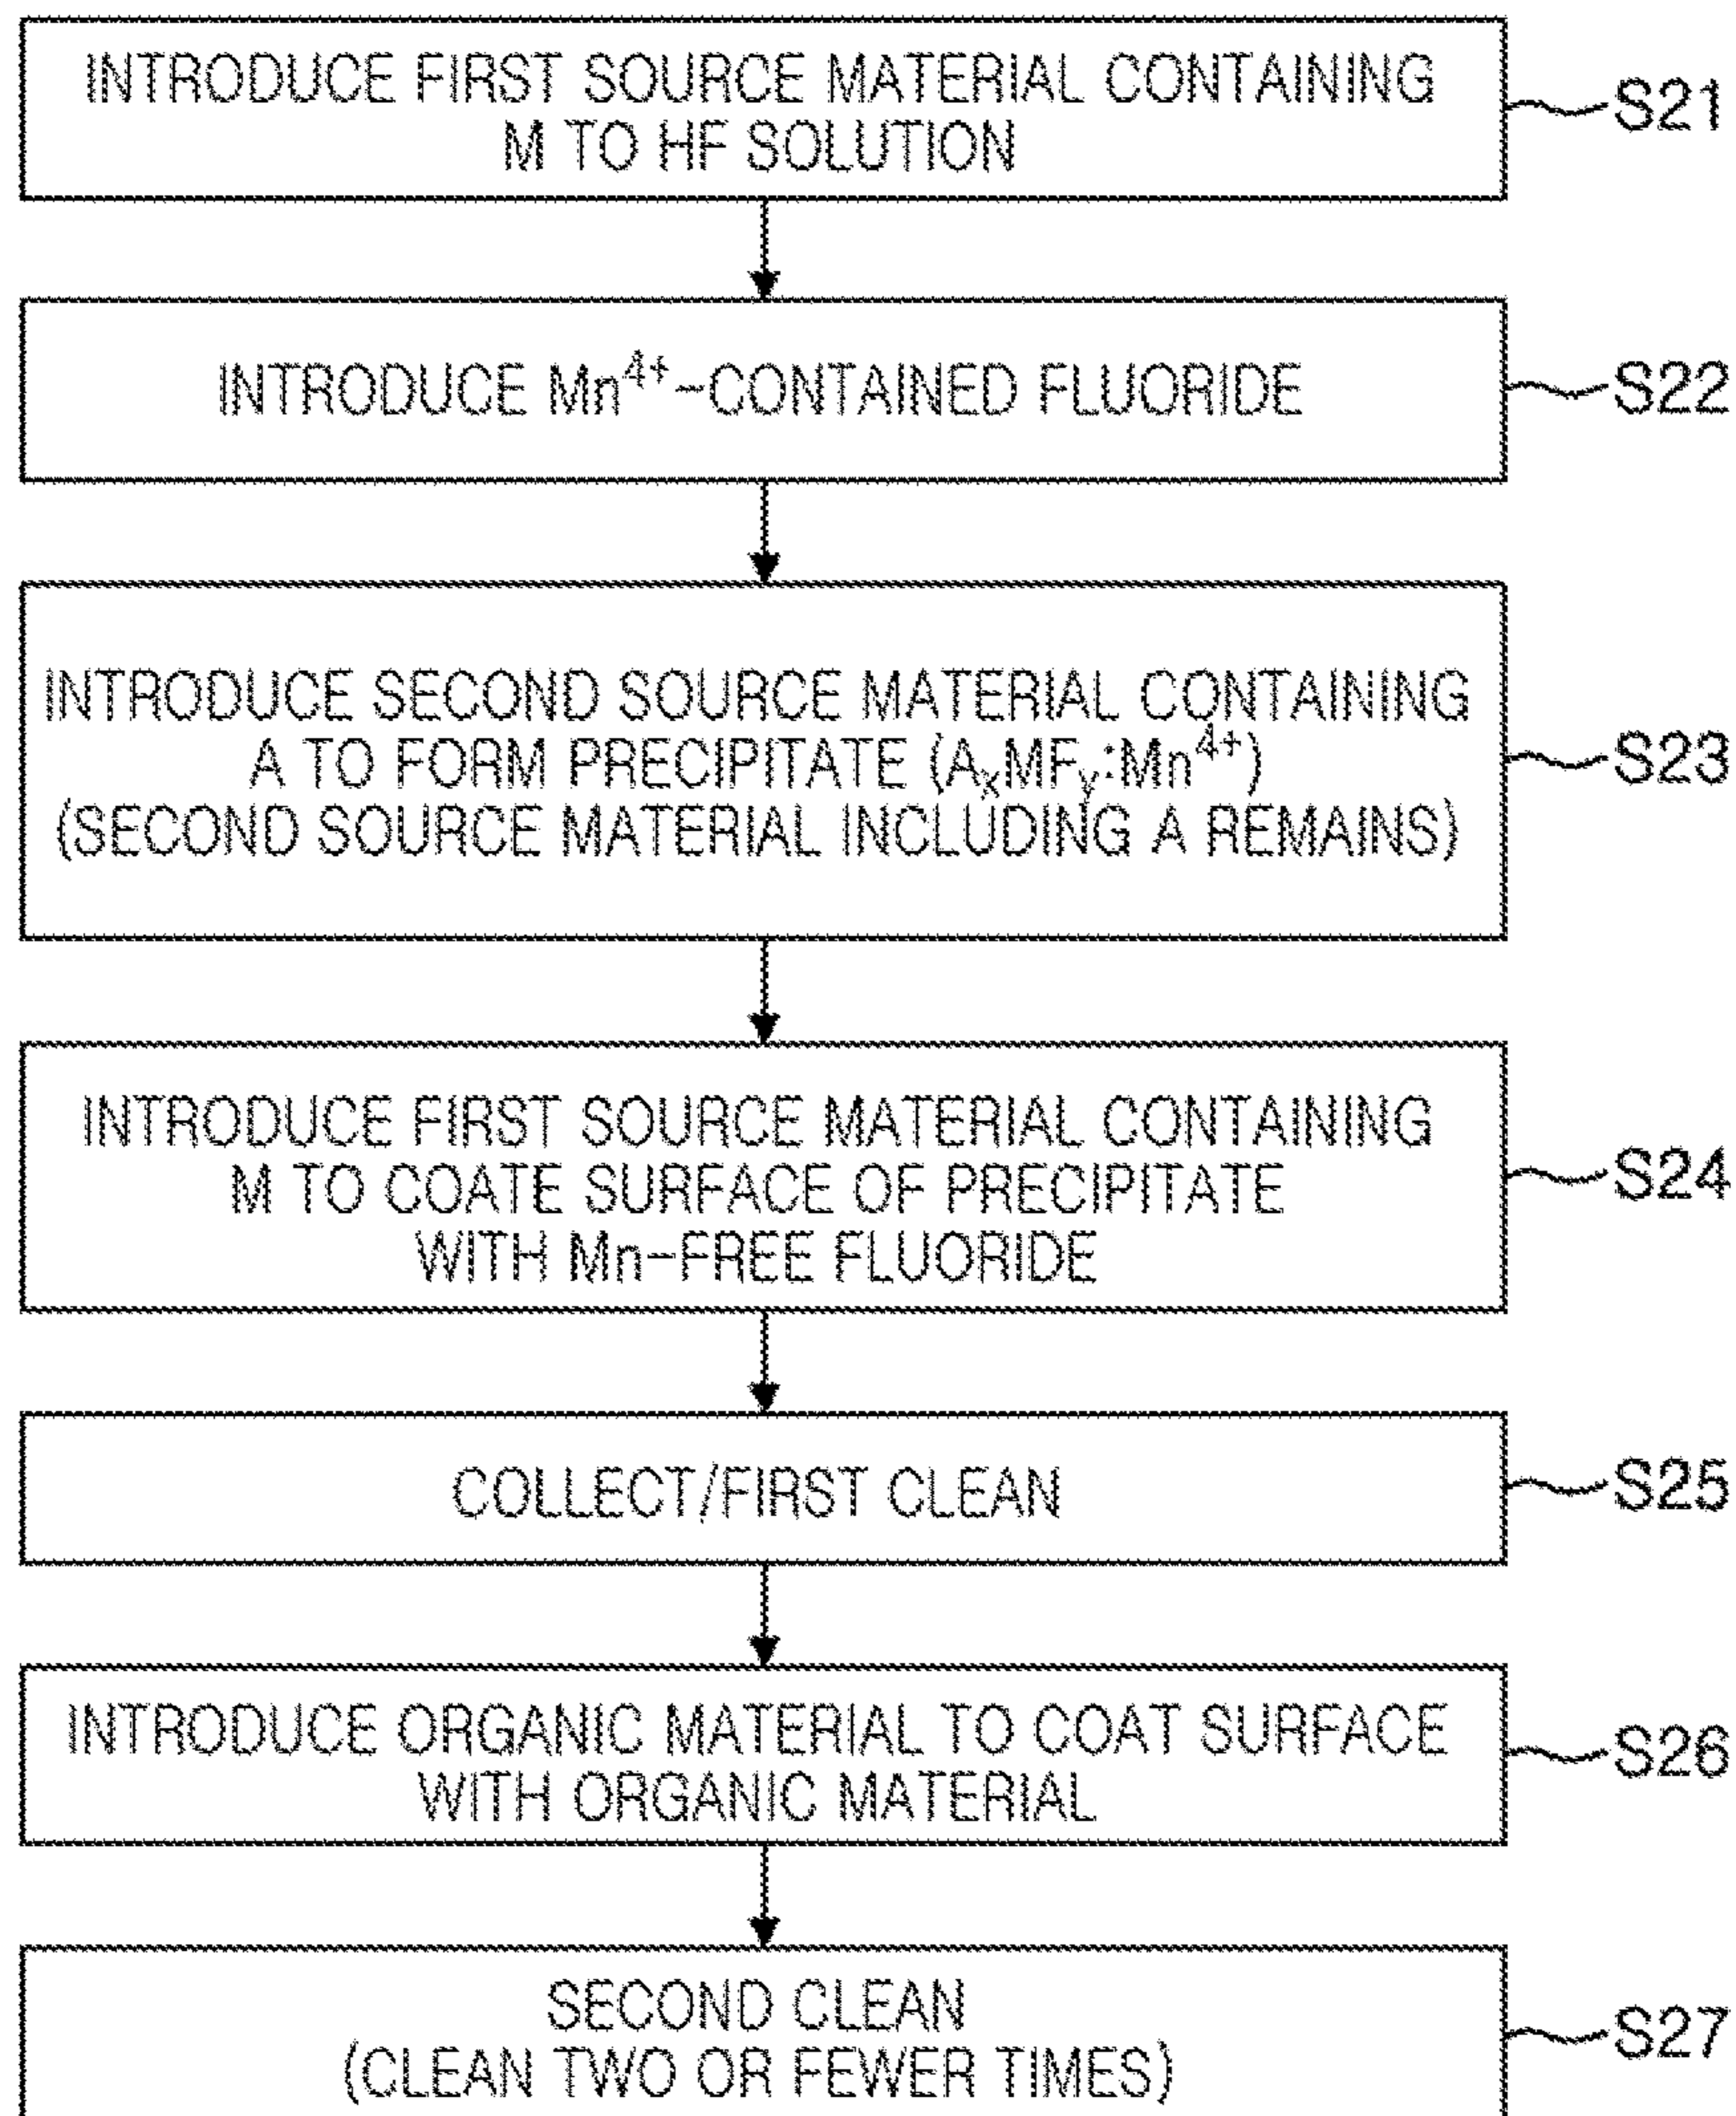 INTRODUCE FIRST SOURCE MATERIAL CONTAINING
M TO HF SOLUTION
S21
INTRODUCE Mn⁴⁺-CONTAINED FLUORIDE
S22
INTRODUCE SECOND SOURCE MATERIAL CONTAINING
A TO FORM PRECIPITATE (AₓMFᵧ:Mn⁴⁺)
(SECOND SOURCE MATERIAL INCLUDING A REMAINS)
S23
INTRODUCE FIRST SOURCE MATERIAL CONTAINING
M TO COATE SURFACE OF PRECIPITATE
WITH Mn-FREE FLUORIDE
S24
COLLECT/FIRST CLEAN
S25
INTRODUCE ORGANIC MATERIAL TO COAT SURFACE
WITH ORGANIC MATERIAL
S26
SECOND CLEAN
(CLEAN TWO OR FEWER TIMES)
S27